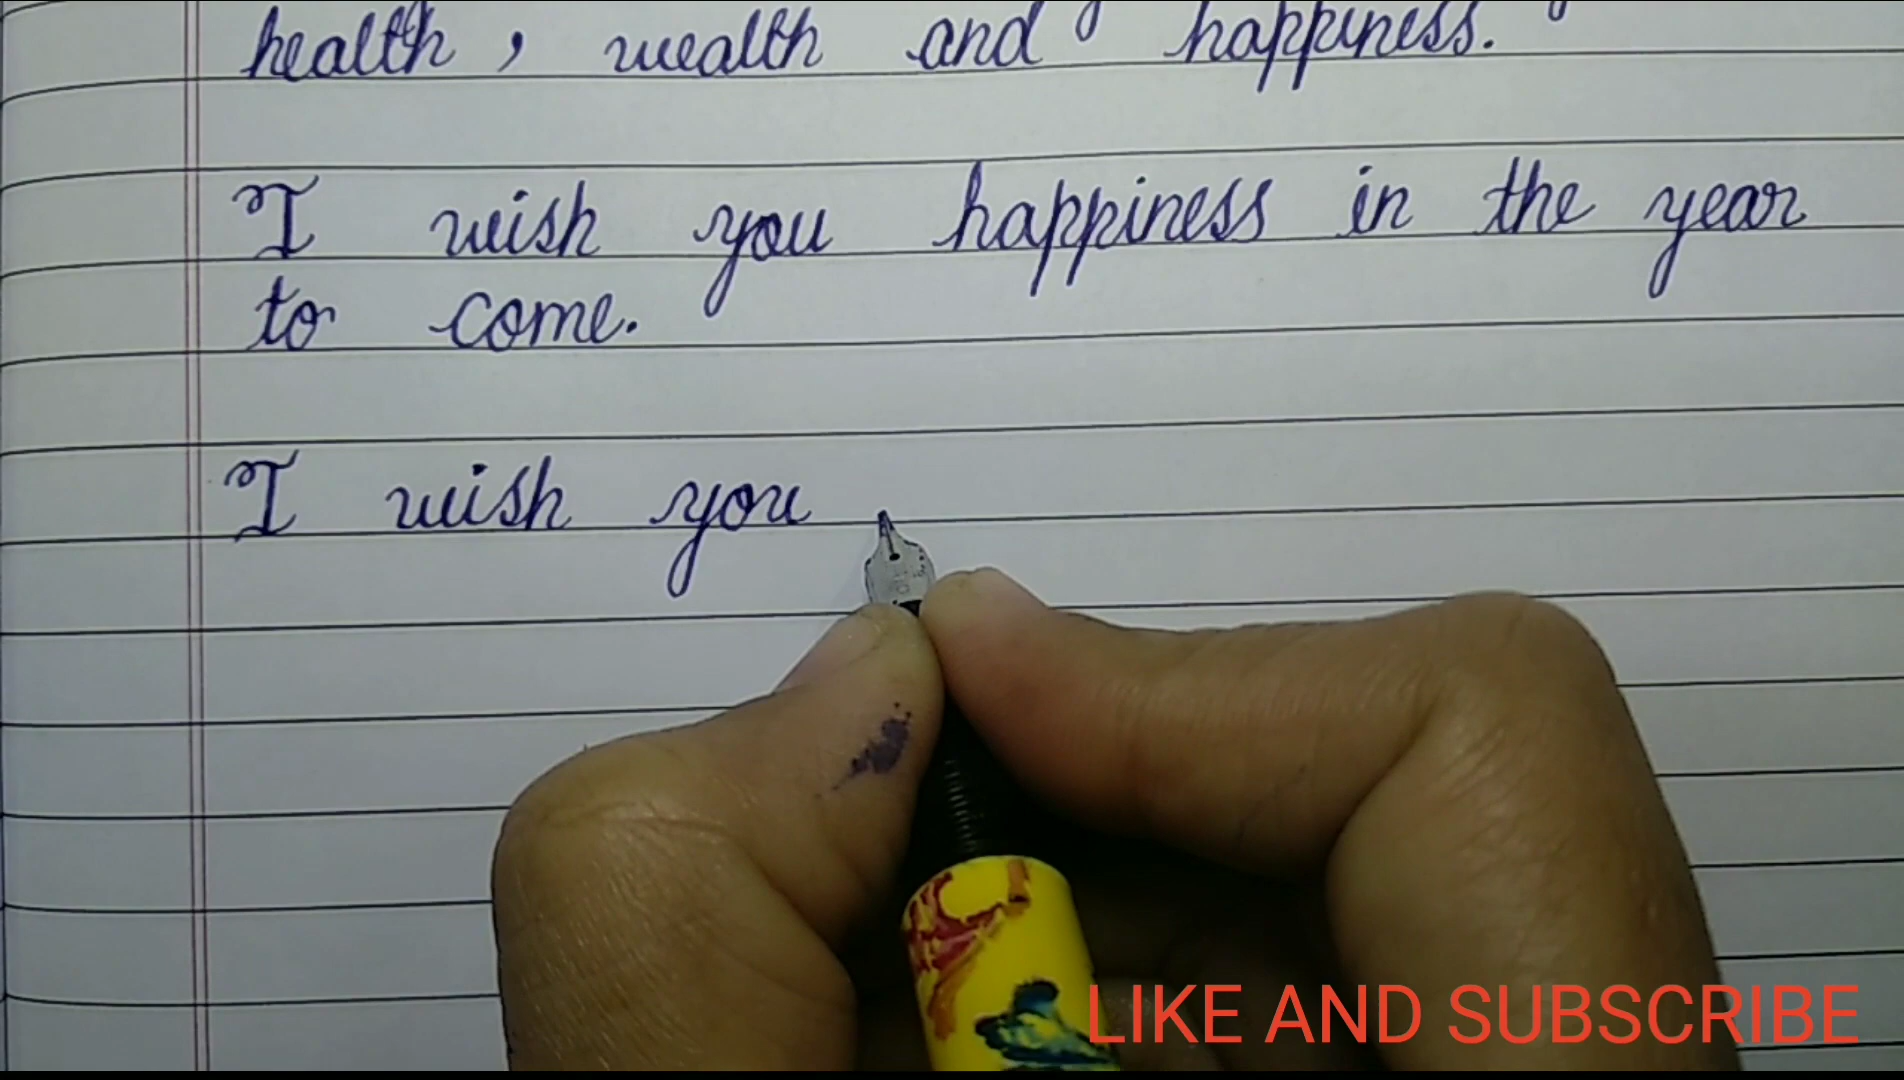 health, wealth and happiness.
I wish you happiness in the year
to come.
I wish you
LIKE AND SUBSCRIBE